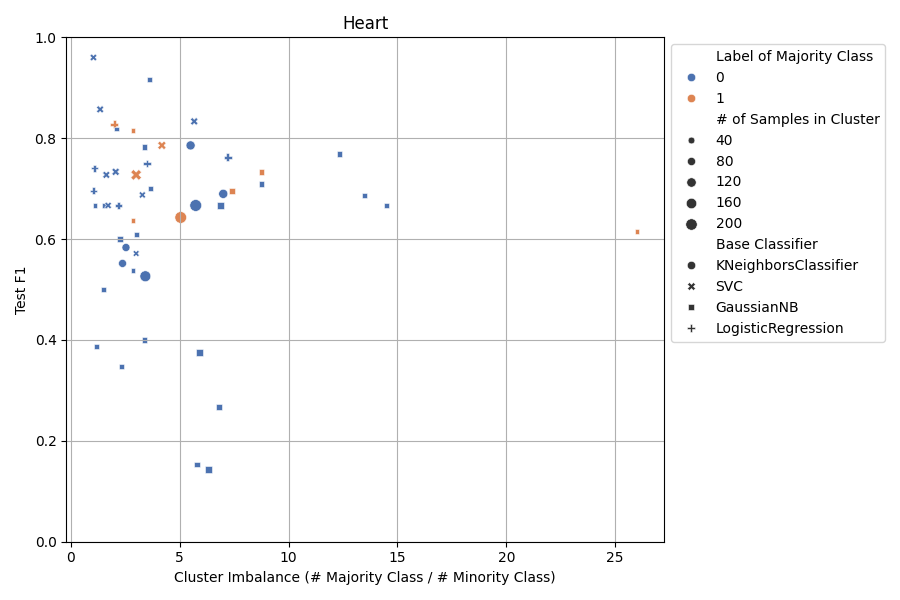 Heart
1.0
0.8
0.6
0.4
0.2
0.0
Test F1
0
5
10
15
20
25
Cluster Imbalance (# Majority Class / # Minority Class)
Label of Majority Class
0
1
# of Samples in Cluster
40
80
120
160
200
Base Classifier
KNeighborsClassifier
SVC
GaussianNB
LogisticRegression